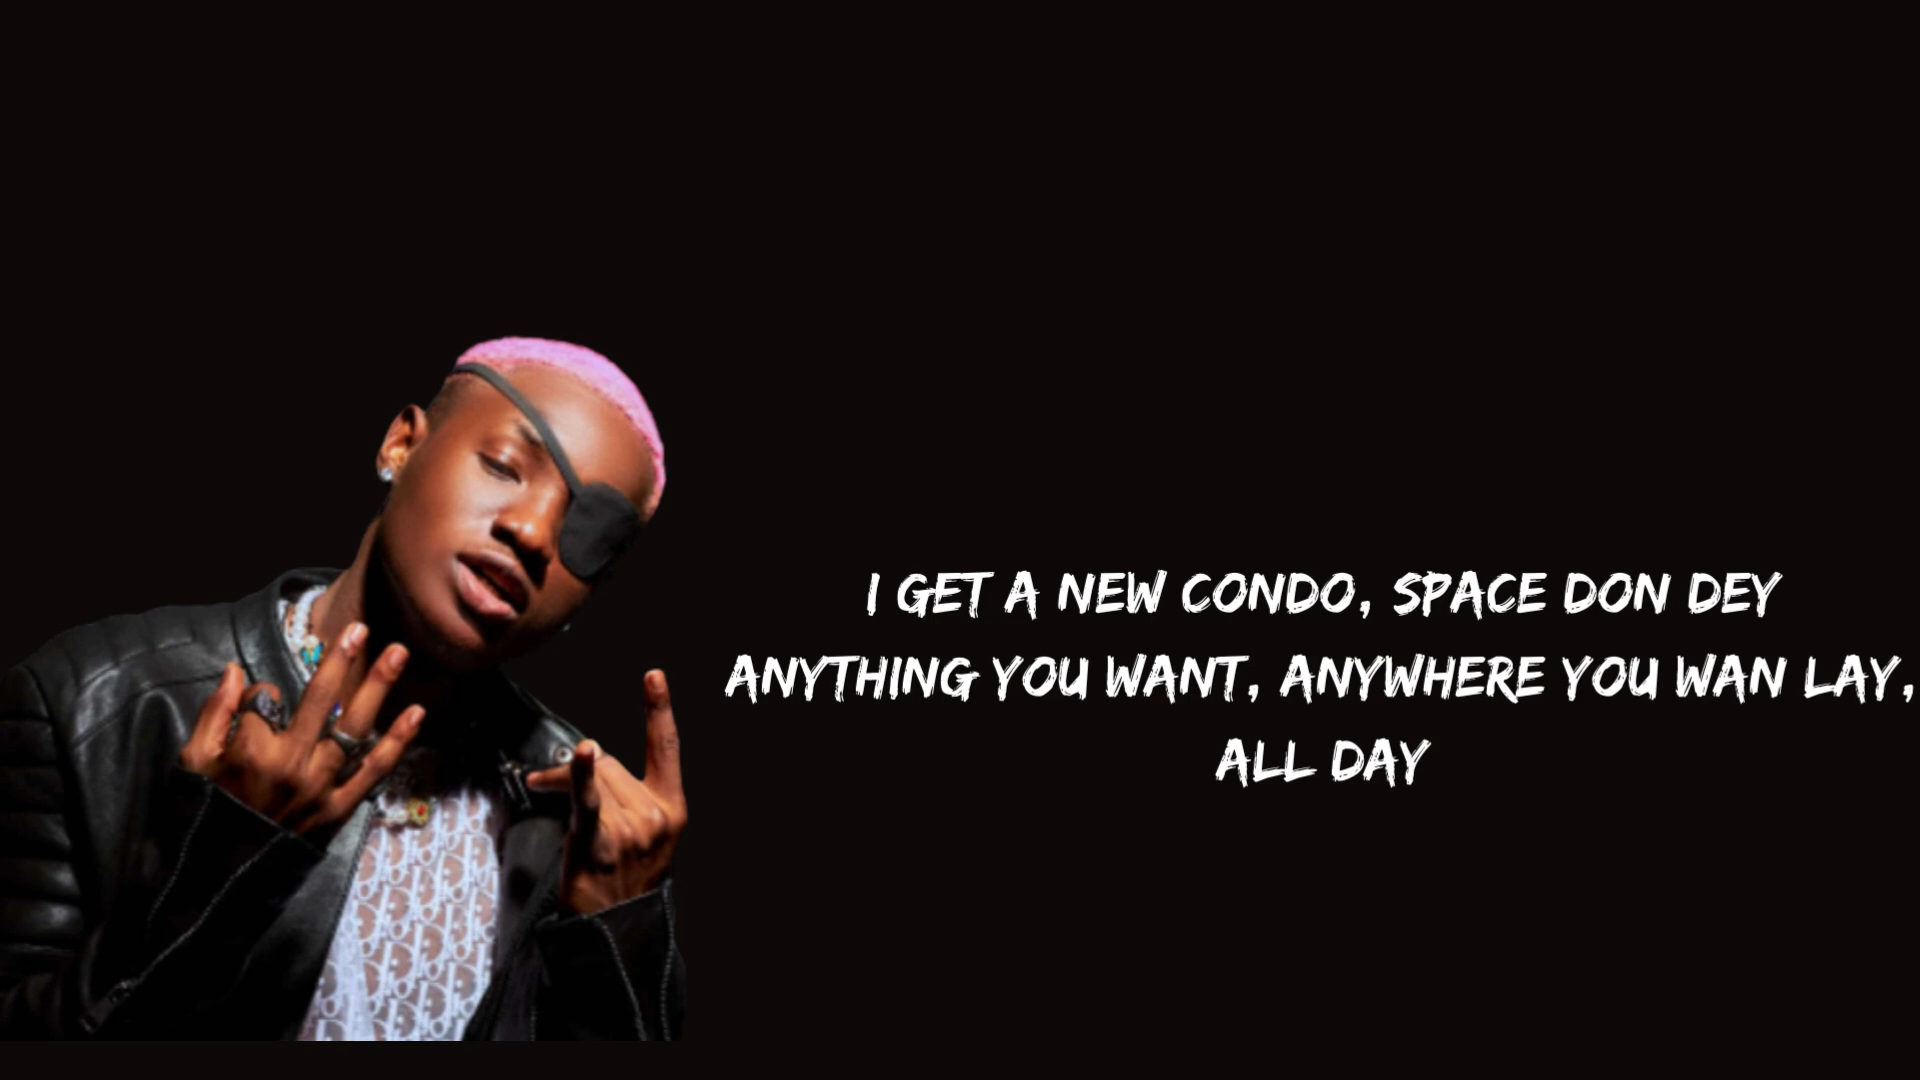 I GET A NEW CONDO, SPACE DON DEY
ANYTHING YOU WANT, ANYWHERE YOU WAN LAY,
ALL DAY